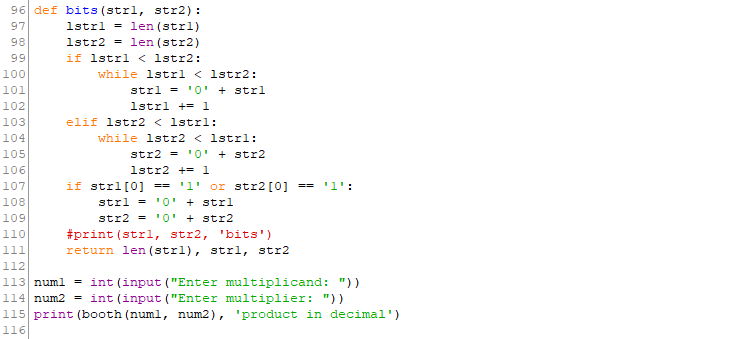 96 def bits(str1, str2):
97     lstr1 = len(str1)
98     lstr2 = len(str2)
99     if lstr1 < lstr2:
100         while lstr1 < lstr2:
101             str1 = '0' + str1
102             lstr1 += 1
103     elif lstr2 < lstr1:
104         while lstr2 < lstr1:
105             str2 = '0' + str2
106             lstr2 += 1
107     if str1[0] == '1' or str2[0] == '1':
108         str1 = '0' + str1
109         str2 = '0' + str2
110     #print(str1, str2, 'bits')
111     return len(str1), str1, str2
112
113 num1 = int(input("Enter multiplicand: "))
114 num2 = int(input("Enter multiplier: "))
115 print(booth(num1, num2), 'product in decimal')
116